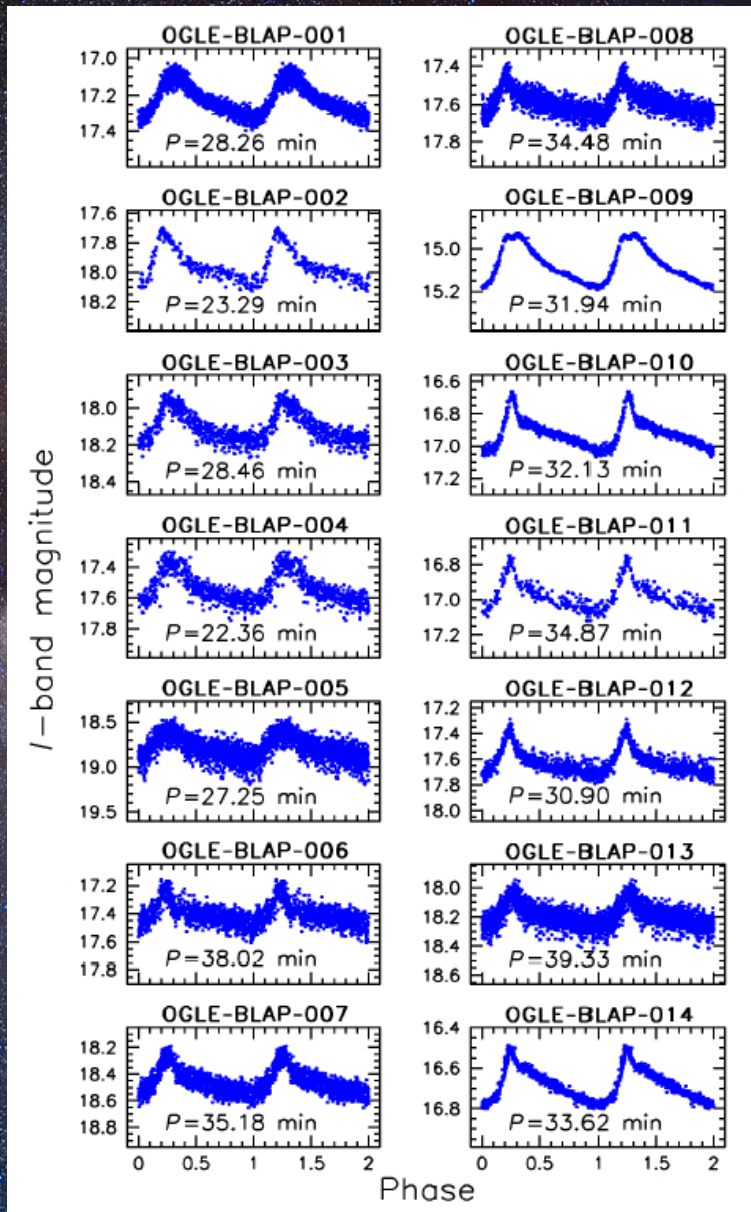 OGLE-BLAP-001
17.0
17.2
17.4
P=28.26 min
OGLE-BLAP-002
17.6
17.8
18.0
18.2
P=23.29 min
OGLE-BLAP-003
18.0
18.2
18.4
P=28.46 min
OGLE-BLAP-004
17.4
17.6
17.8
P=22.36 min
OGLE-BLAP-005
18.5
19.0
19.5
P=27.25 min
OGLE-BLAP-006
17.2
17.4
17.6
17.8
P=38.02 min
OGLE-BLAP-007
18.2
18.4
18.6
18.8
P=35.18 min
0 0.5 1 1.5 2
OGLE-BLAP-008
17.4
17.6
17.8
P=34.48 min
OGLE-BLAP-009
15.0
15.2
P=31.94 min
OGLE-BLAP-010
16.6
16.8
17.0
17.2
P=32.13 min
OGLE-BLAP-011
16.8
17.0
17.2
P=34.87 min
OGLE-BLAP-012
17.2
17.4
17.6
17.8
18.0
P=30.90 min
OGLE-BLAP-013
18.0
18.2
18.4
18.6
P=39.33 min
OGLE-BLAP-014
16.4
16.6
16.8
P=33.62 min
0 0.5 1 1.5 2
I-band magnitude
Phase